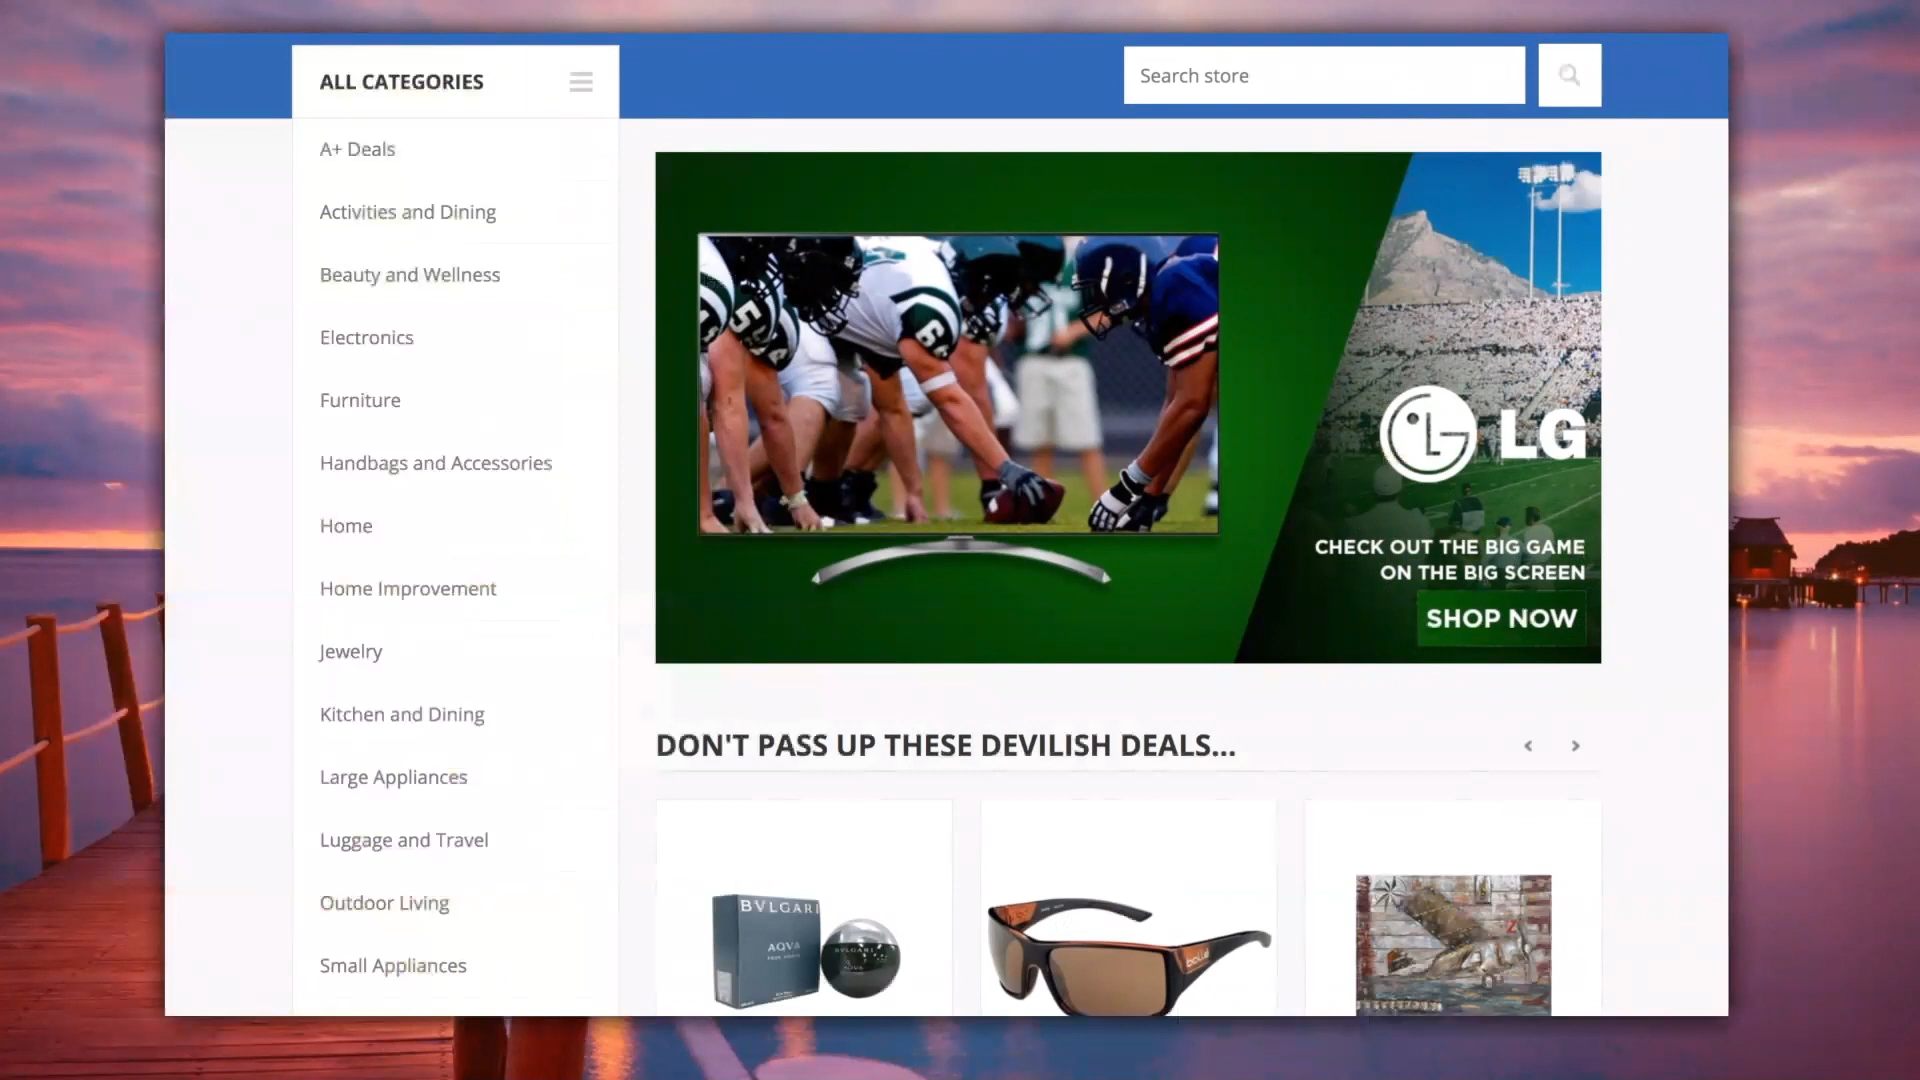 ALL CATEGORIES
Search store
A+ Deals
Activities and Dining
Beauty and Wellness
Electronics
Furniture
Handbags and Accessories
Home
Home Improvement
Jewelry
Kitchen and Dining
Large Appliances
Luggage and Travel
Outdoor Living
Small Appliances
LG
CHECK OUT THE BIG GAME
ON THE BIG SCREEN
SHOP NOW
DON'T PASS UP THESE DEVILISH DEALS...
BVLGARI
AQVA
bollé